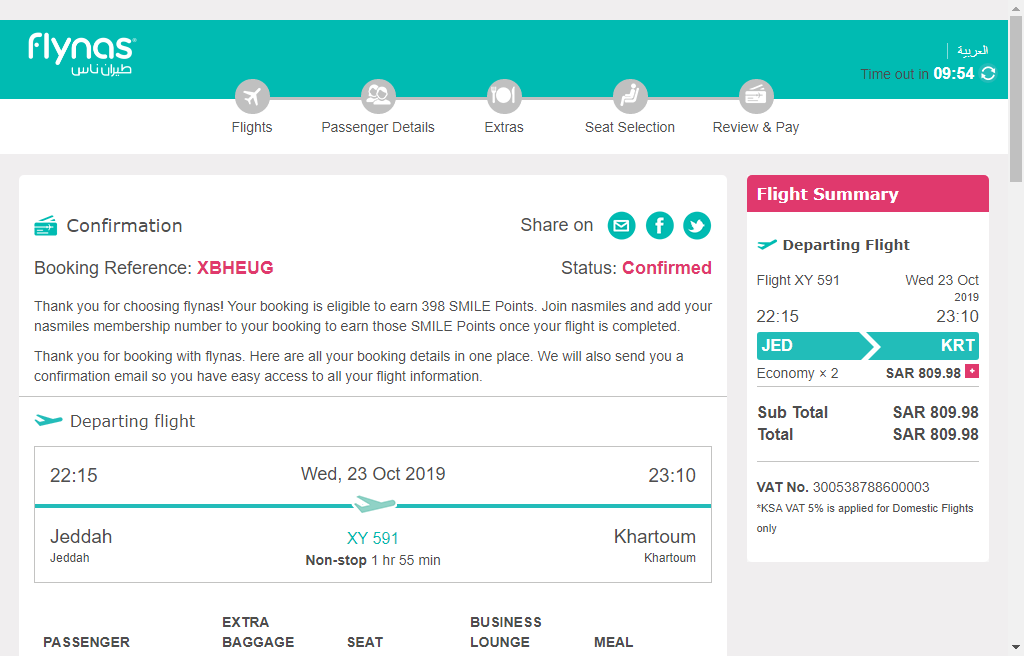 flynas
طيران ناس
العربية
Time out in 09:54
Flights
Passenger Details
Extras
Seat Selection
Review & Pay
Confirmation
Share on
Booking Reference: XBHEUG
Status: Confirmed
Thank you for choosing flynas! Your booking is eligible to earn 398 SMILE Points. Join nasmiles and add your
nasmiles membership number to your booking to earn those SMILE Points once your flight is completed.
Thank you for booking with flynas. Here are all your booking details in one place. We will also send you a
confirmation email so you have easy access to all your flight information.
Departing flight
22:15
Wed, 23 Oct 2019
23:10
Jeddah
XY 591
Khartoum
Jeddah
Non-stop 1 hr 55 min
Khartoum
PASSENGER
EXTRA
BAGGAGE
SEAT
BUSINESS
LOUNGE
MEAL
Flight Summary
Departing Flight
Flight XY 591
Wed 23 Oct
2019
22:15
23:10
JED
KRT
Economy × 2
SAR 809.98 +
Sub Total
SAR 809.98
Total
SAR 809.98
VAT No. 300538788600003
*KSA VAT 5% is applied for Domestic Flights
only